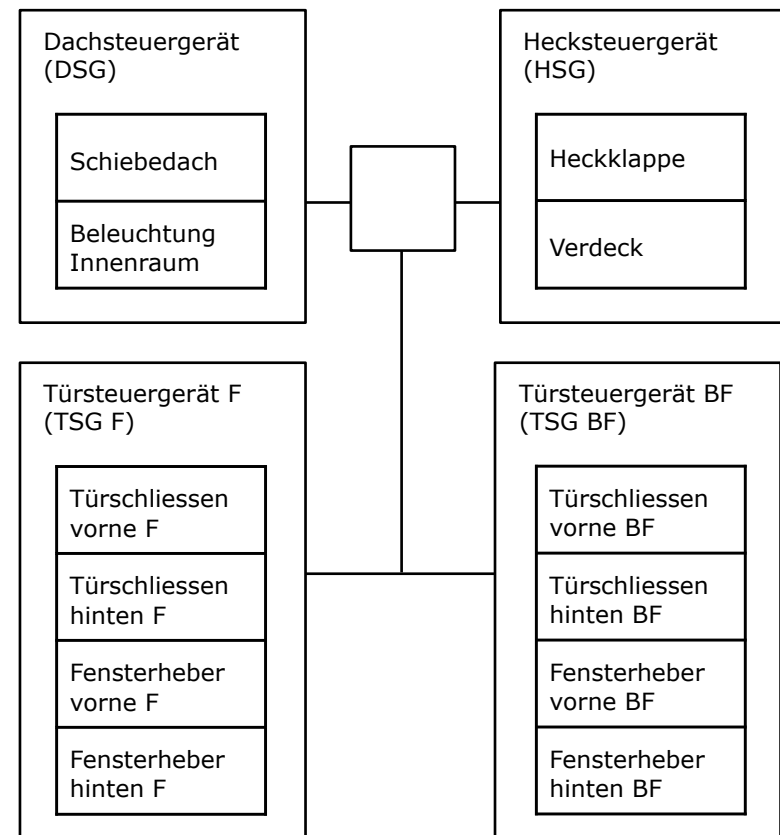 Dachsteuergerät
(DSG)
Schiebedach
Beleuchtung
Innenraum
Hecksteuergerät
(HSG)
Heckklappe
Verdeck
Türsteuergerät F
(TSG F)
Türschliessen
vorne F
Türschliessen
hinten F
Fensterheber
vorne F
Fensterheber
hinten F
Türsteuergerät BF
(TSG BF)
Türschliessen
vorne BF
Türschliessen
hinten BF
Fensterheber
vorne BF
Fensterheber
hinten BF